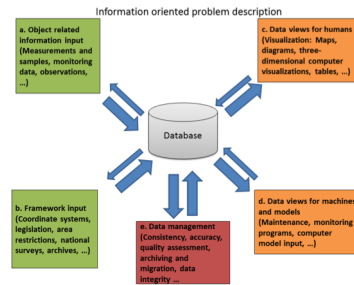 Information oriented problem description
a. Object related
information input
(Measurements and
samples, monitoring
data, observations,
...)
c. Data views for humans
(Visualization: Maps,
diagrams, three-
dimensional computer
visualizations, tables, ...)
Database
b. Framework input
(Coordinate systems,
legislation, area
restrictions, national
surveys, archives, ...)
e. Data management
(Consistency, accuracy,
quality assessment,
archiving and
migration, data
integrity ...
d. Data views for machines
and models
(Maintenance, monitoring
programs, computer
model input, ...)